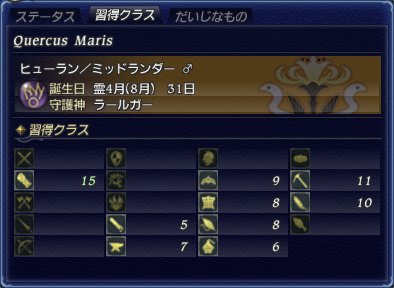 ステータス 習得クラス だいじなもの
Quercus Maris
ヒューラン/ミッドランダー ♂
誕生日 霊4月(8月) 31日
守護神 ラールガー
習得クラス
15 9 11
8 10
5 8
7 6